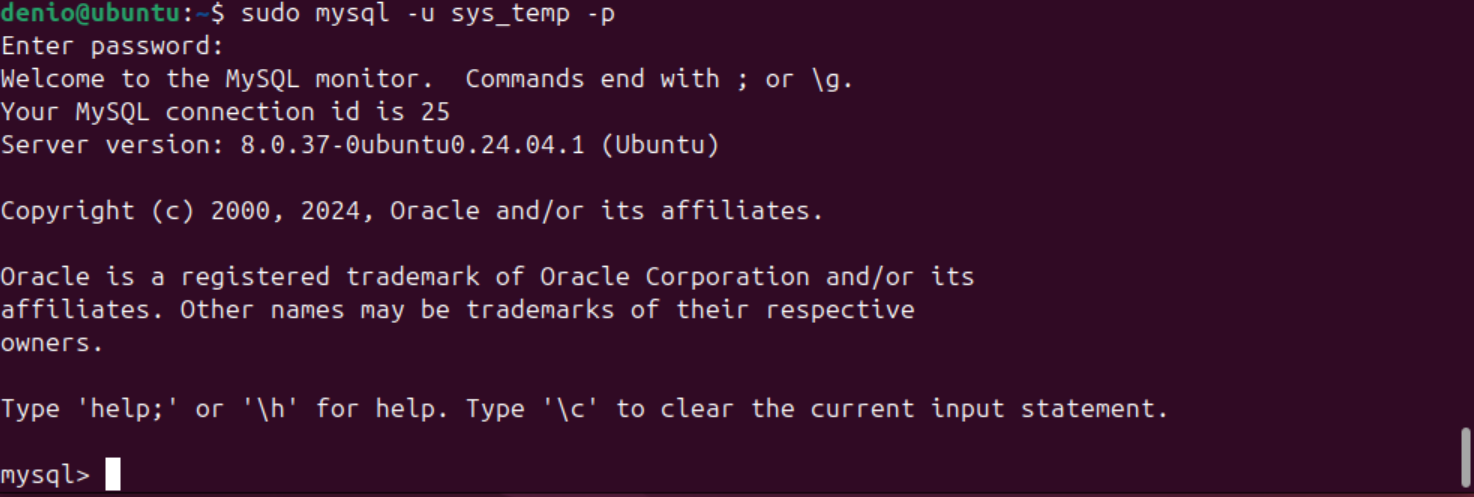 denio@ubuntu:~$ sudo mysql -u sys_temp -p
Enter password:
Welcome to the MySQL monitor.  Commands end with ; or \g.
Your MySQL connection id is 25
Server version: 8.0.37-0ubuntu0.24.04.1 (Ubuntu)
Copyright (c) 2000, 2024, Oracle and/or its affiliates.
Oracle is a registered trademark of Oracle Corporation and/or its
affiliates. Other names may be trademarks of their respective
owners.
Type 'help;' or '\h' for help. Type '\c' to clear the current input statement.
mysql>